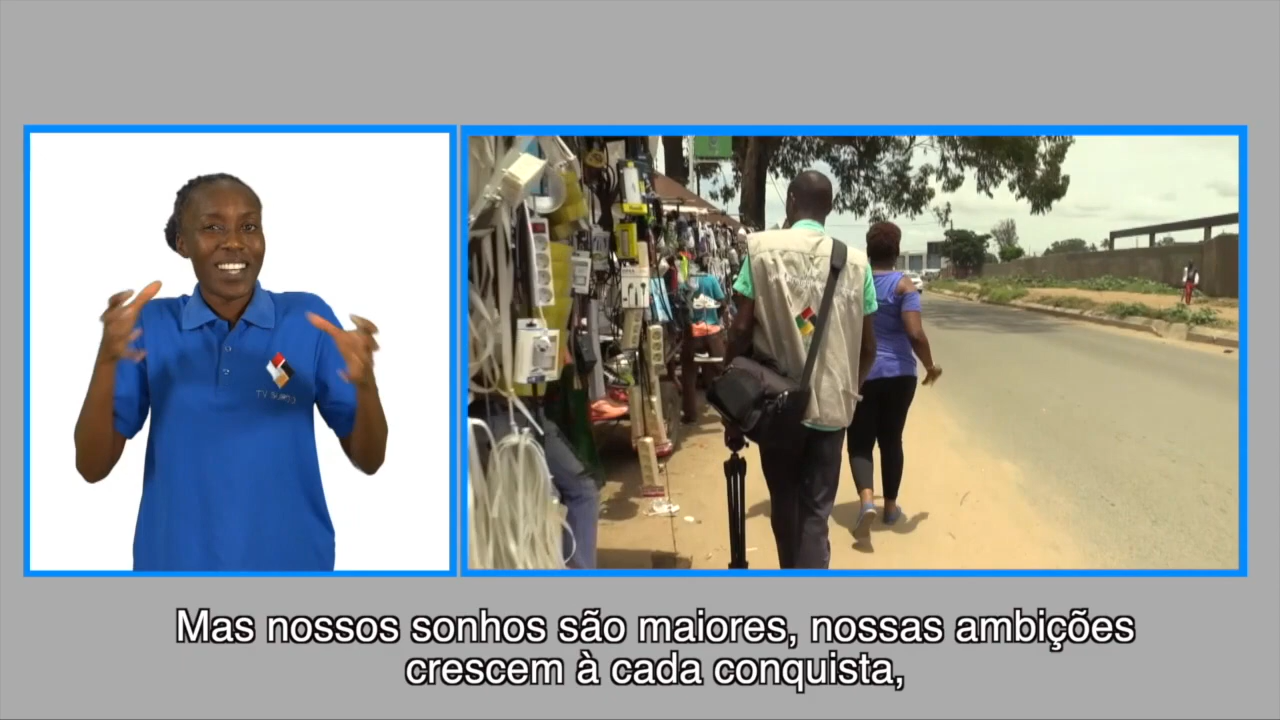 Mas nossos sonhos são maiores, nossas ambições
crescem à cada conquista,